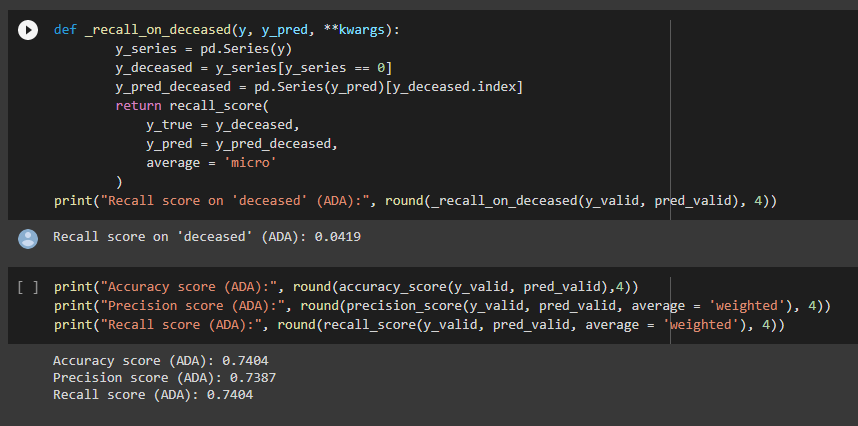 def _recall_on_deceased(y, y_pred, **kwargs):
y_series = pd.Series(y)
y_deceased = y_series[y_series == 0]
y_pred_deceased = pd.Series(y_pred)[y_deceased.index]
return recall_score(
y_true = y_deceased,
y_pred = y_pred_deceased,
average = 'micro'
)
print("Recall score on 'deceased' (ADA):", round(_recall_on_deceased(y_valid, pred_valid), 4))
Recall score on 'deceased' (ADA): 0.0419
[ ] print("Accuracy score (ADA):", round(accuracy_score(y_valid, pred_valid),4))
print("Precision score (ADA):", round(precision_score(y_valid, pred_valid, average = 'weighted'), 4))
print("Recall score (ADA):", round(recall_score(y_valid, pred_valid, average = 'weighted'), 4))
Accuracy score (ADA): 0.7404
Precision score (ADA): 0.7387
Recall score (ADA): 0.7404